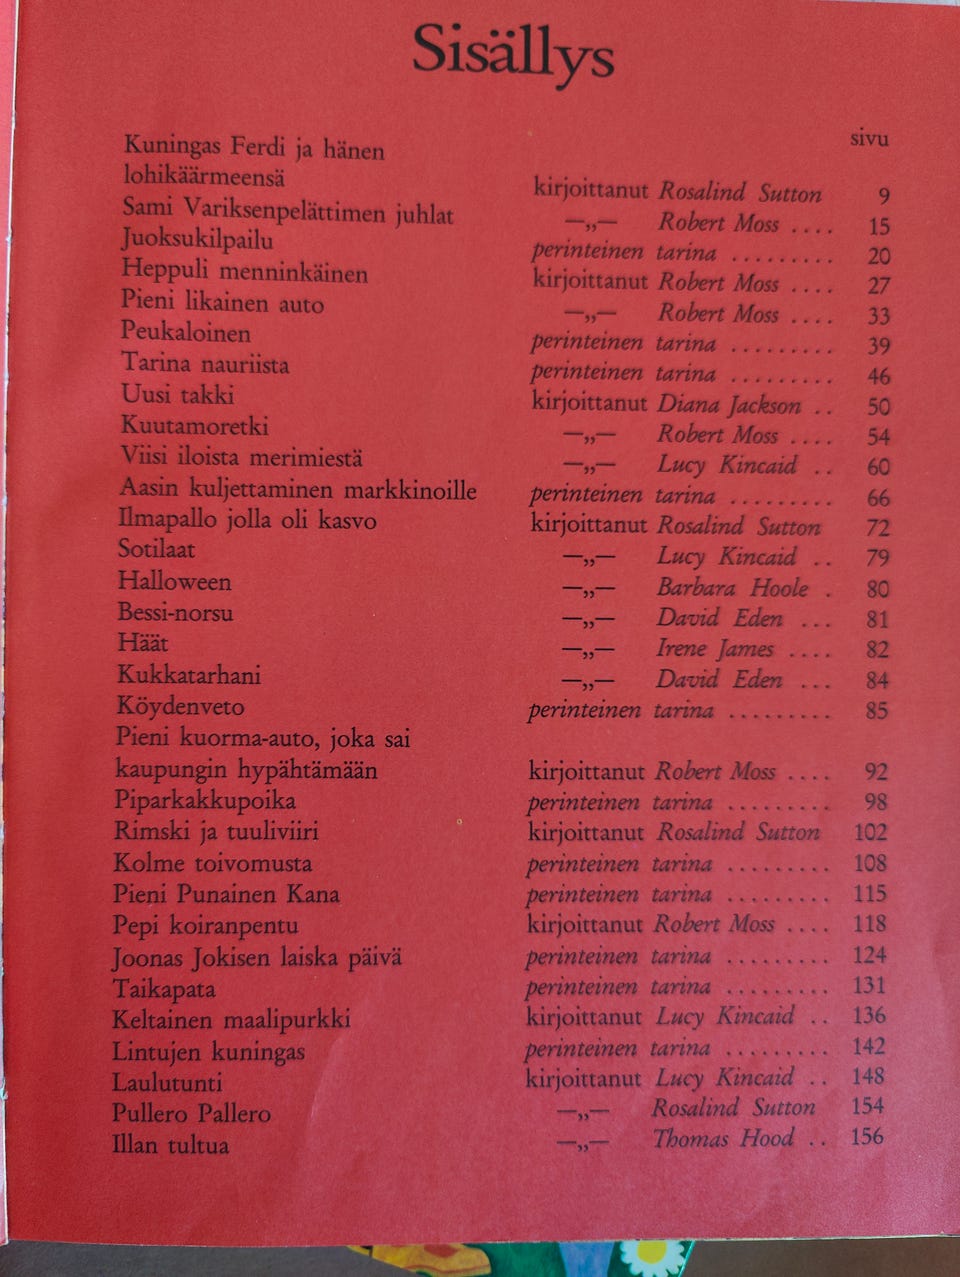 Sisällys
sivu
Kuningas Ferdi ja hänen
lohikäärmeensä kirjoittanut Rosalind Sutton 9
Sami Variksenpelättimen juhlat —„— Robert Moss .... 15
Juoksukilpailu perinteinen tarina ......... 20
Heppuli menninkäinen kirjoittanut Robert Moss .... 27
Pieni likainen auto —„— Robert Moss .... 33
Peukaloinen perinteinen tarina ......... 39
Tarina nauriista perinteinen tarina ......... 46
Uusi takki kirjoittanut Diana Jackson .. 50
Kuutamoretki —„— Robert Moss .... 54
Viisi iloista merimiestä —„— Lucy Kincaid .. 60
Aasin kuljettaminen markkinoille perinteinen tarina ......... 66
Ilmapallo jolla oli kasvo kirjoittanut Rosalind Sutton 72
Sotilaat —„— Lucy Kincaid .. 79
Halloween —„— Barbara Hoole . 80
Bessi-norsu —„— David Eden ... 81
Häät —„— Irene James .... 82
Kukkatarhani —„— David Eden ... 84
Köydenveto perinteinen tarina ......... 85
Pieni kuorma-auto, joka sai
kaupungin hypähtämään kirjoittanut Robert Moss .... 92
Piparkakkupoika perinteinen tarina ......... 98
Rimski ja tuuliviiri kirjoittanut Rosalind Sutton 102
Kolme toivomusta perinteinen tarina ......... 108
Pieni Punainen Kana perinteinen tarina ......... 115
Pepi koiranpentu kirjoittanut Robert Moss .... 118
Joonas Jokisen laiska päivä perinteinen tarina ......... 124
Taikapata perinteinen tarina ......... 131
Keltainen maalipurkki kirjoittanut Lucy Kincaid .. 136
Lintujen kuningas perinteinen tarina ......... 142
Laulutunti kirjoittanut Lucy Kincaid .. 148
Pullero Pallero —„— Rosalind Sutton 154
Illan tultua —„— Thomas Hood .. 156